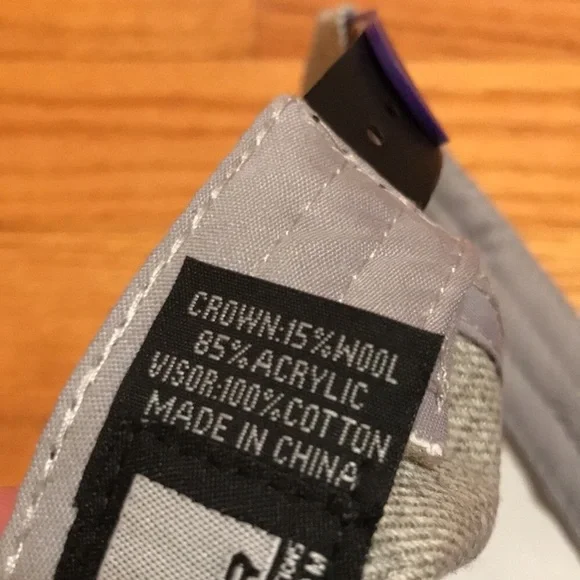 CROWN:15%WOOL
85%ACRYLIC
VISOR:100%COTTON
MADE IN CHINA